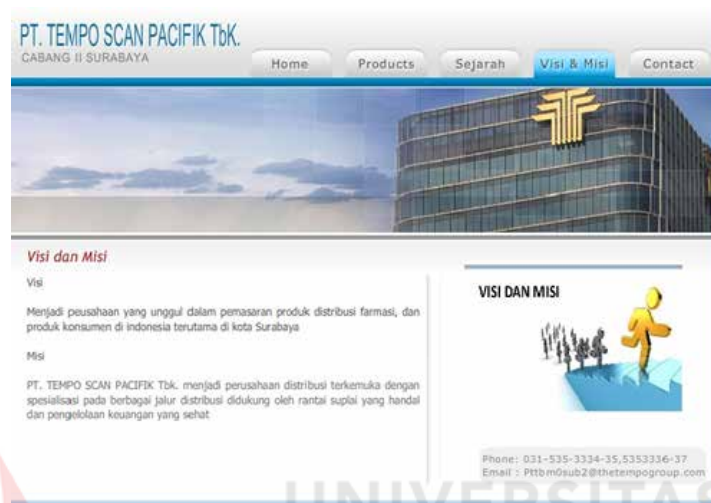 PT. TEMPO SCAN PACIFIK TbK.
CABANG II SURABAYA
Home Products Sejarah Visi & Misi Contact
Visi dan Misi
Visi
Menjadi peusahaan yang unggul dalam pemasaran produk distribusi farmasi, dan
produk konsumen di indonesia terutama di kota Surabaya
Misi
PT. TEMPO SCAN PACIFIK Tbk. menjadi perusahaan distribusi terkemuka dengan
spesialisasi pada berbagai jalur distribusi didukung oleh rantai suplai yang handal
dan pengelolaan keuangan yang sehat
VISI DAN MISI
Phone: 031-535-3334-35,5353336-37
Email : Pttbm0sub2@thetempogroup.com
UNIVERSITAS